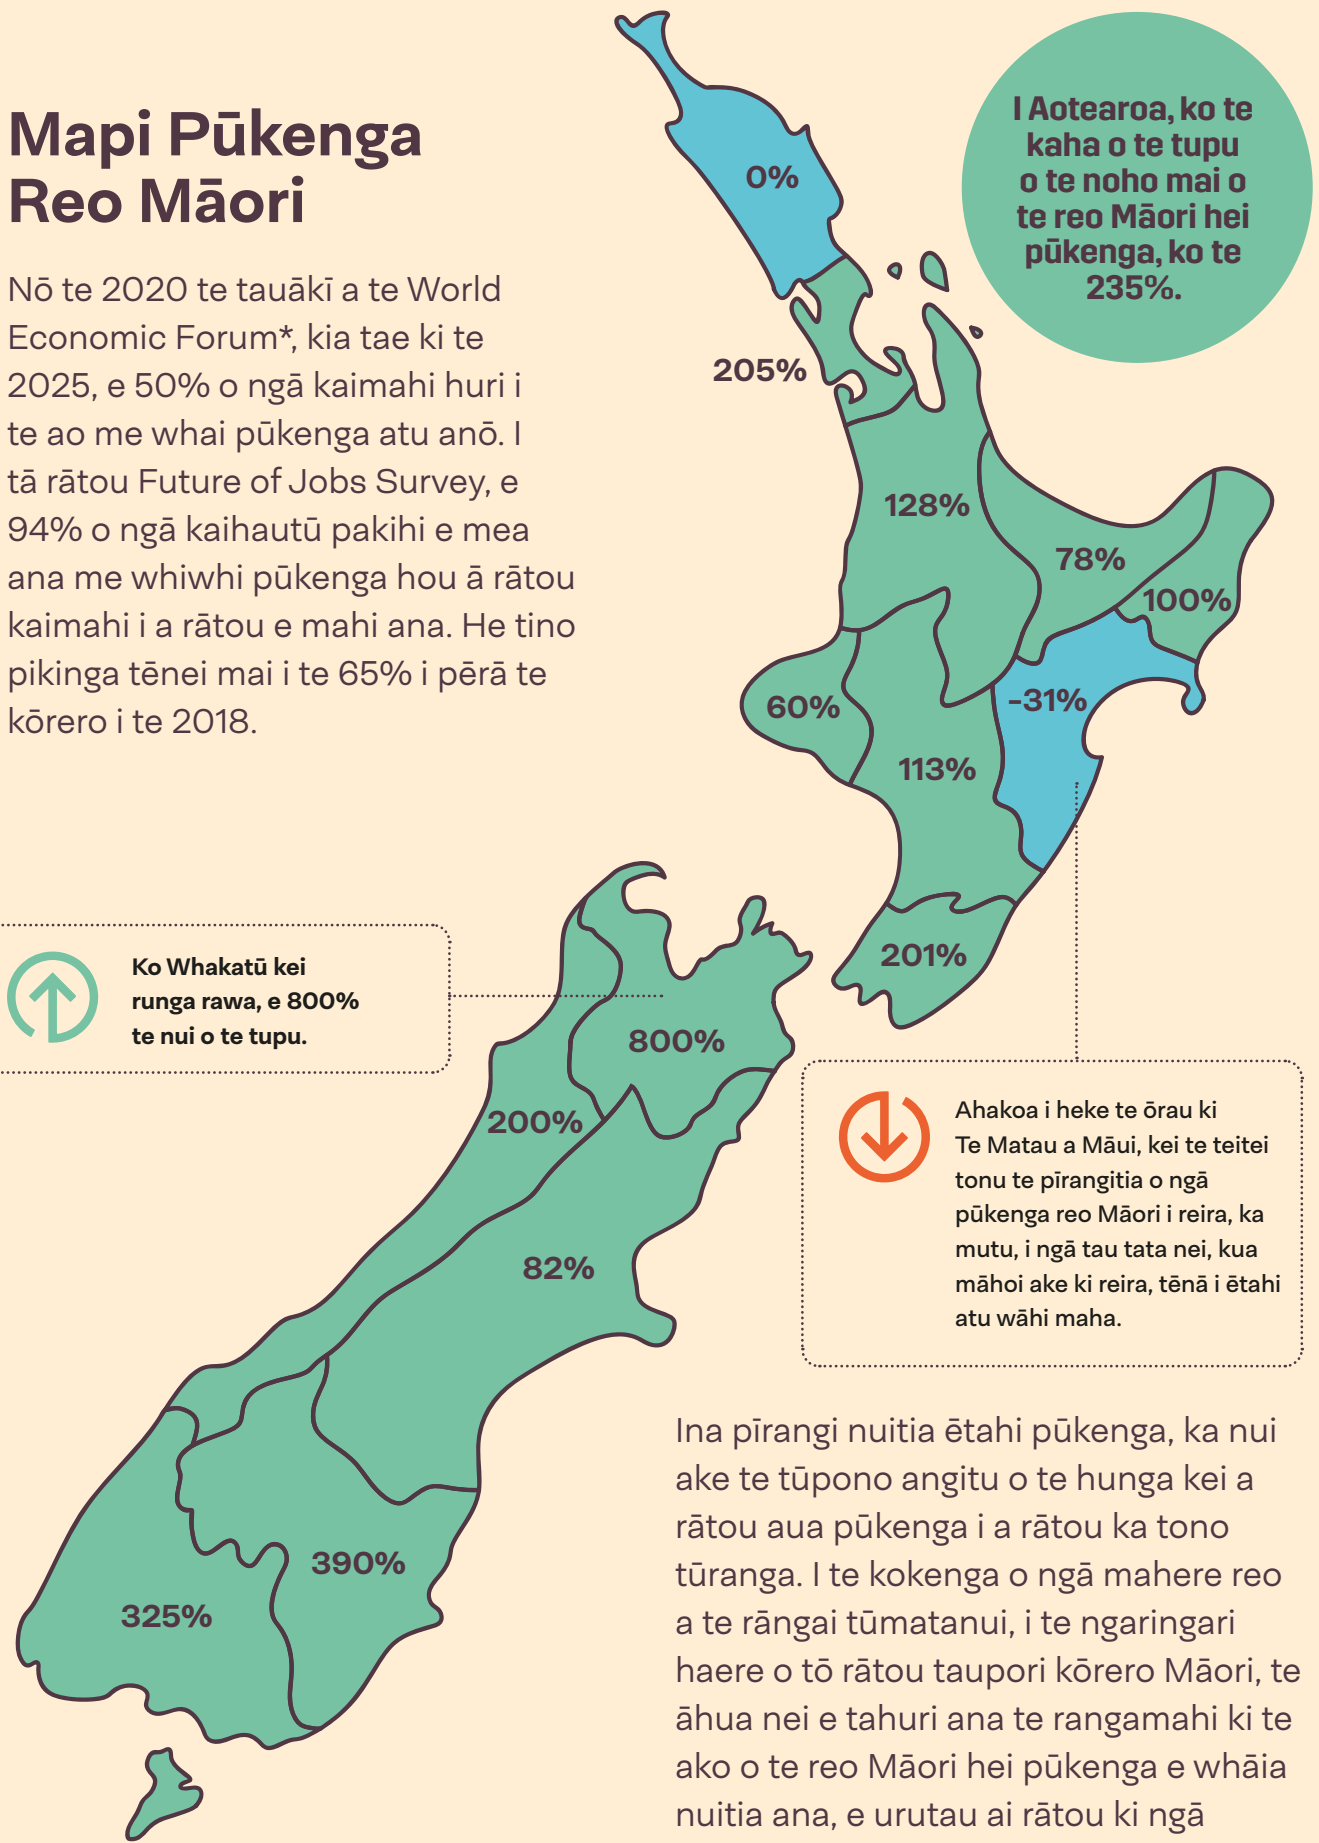 Mapi Pūkenga
Reo Māori
Nō te 2020 te tauākī a te World
Economic Forum*, kia tae ki te
2025, e 50% o ngā kaimahi huri i
te ao me whai pūkenga atu anō. I
tā rātou Future of Jobs Survey, e
94% o ngā kaihautū pakihi e mea
ana me whiwhi pūkenga hou ā rātou
kaimahi i a rātou e mahi ana. He tino
pikinga tēnei mai i te 65% i pērā te
kōrero i te 2018.
I Aotearoa, ko te
kaha o te tupu
o te noho mai o
te reo Māori hei
pūkenga, ko te
235%.
0%
205%
128%
78%
100%
60%
-31%
113%
201%
Ko Whakatū kei
runga rawa, e 800%
te nui o te tupu.
800%
200%
82%
390%
325%
Ahakoa i heke te ōrau ki
Te Matau a Māui, kei te teitei
tonu te pīrangitia o ngā
pūkenga reo Māori i reira, ka
mutu, i ngā tau tata nei, kua
māhoi ake ki reira, tēnā i ētahi
atu wāhi maha.
Ina pīrangi nuitia ētahi pūkenga, ka nui
ake te tūpono angitu o te hunga kei a
rātou aua pūkenga i a rātou ka tono
tūranga. I te kokenga o ngā mahere reo
a te rāngai tūmatanui, i te ngaringari
haere o tō rātou taupori kōrero Māori, te
āhua nei e tahuri ana te rangamahi ki te
ako o te reo Māori hei pūkenga e whāia
nuitia ana, e urutau ai rātou ki ngā